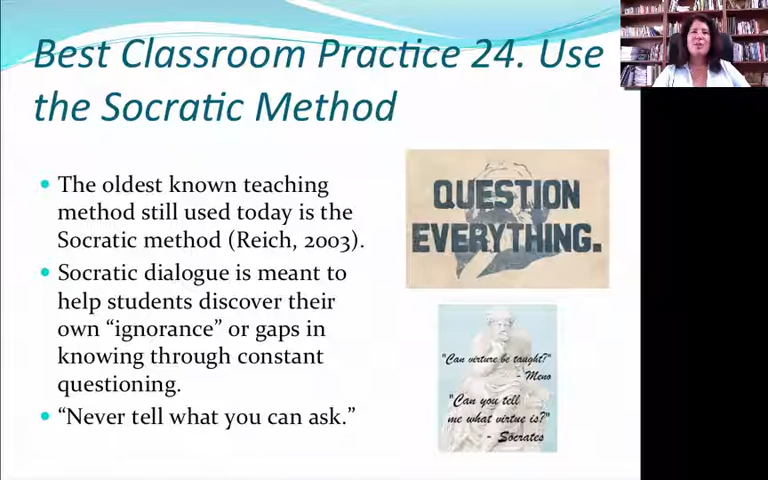 Best Classroom Practice 24. Use
the Socratic Method
• The oldest known teaching
method still used today is the
Socratic method (Reich, 2003).
• Socratic dialogue is meant to
help students discover their
own “ignorance” or gaps in
knowing through constant
questioning.
• “Never tell what you can ask.”
QUESTION
EVERYTHING.
"Can virture be taught?"
- Meno
"Can you tell
me what virtue is?"
- Socrates